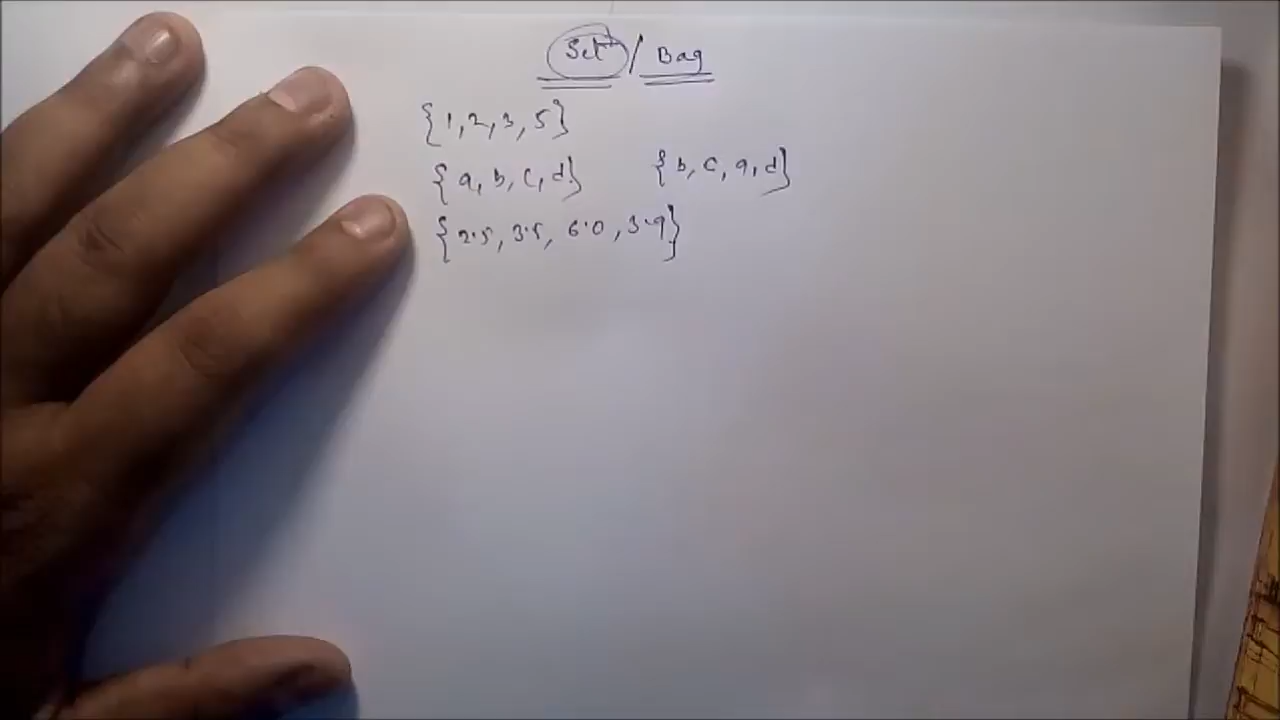 Set / Bag
{1,2,3,5}
{a,b,c,d} {b,c,a,d}
{2.5, 3.5, 6.0, 3.9}